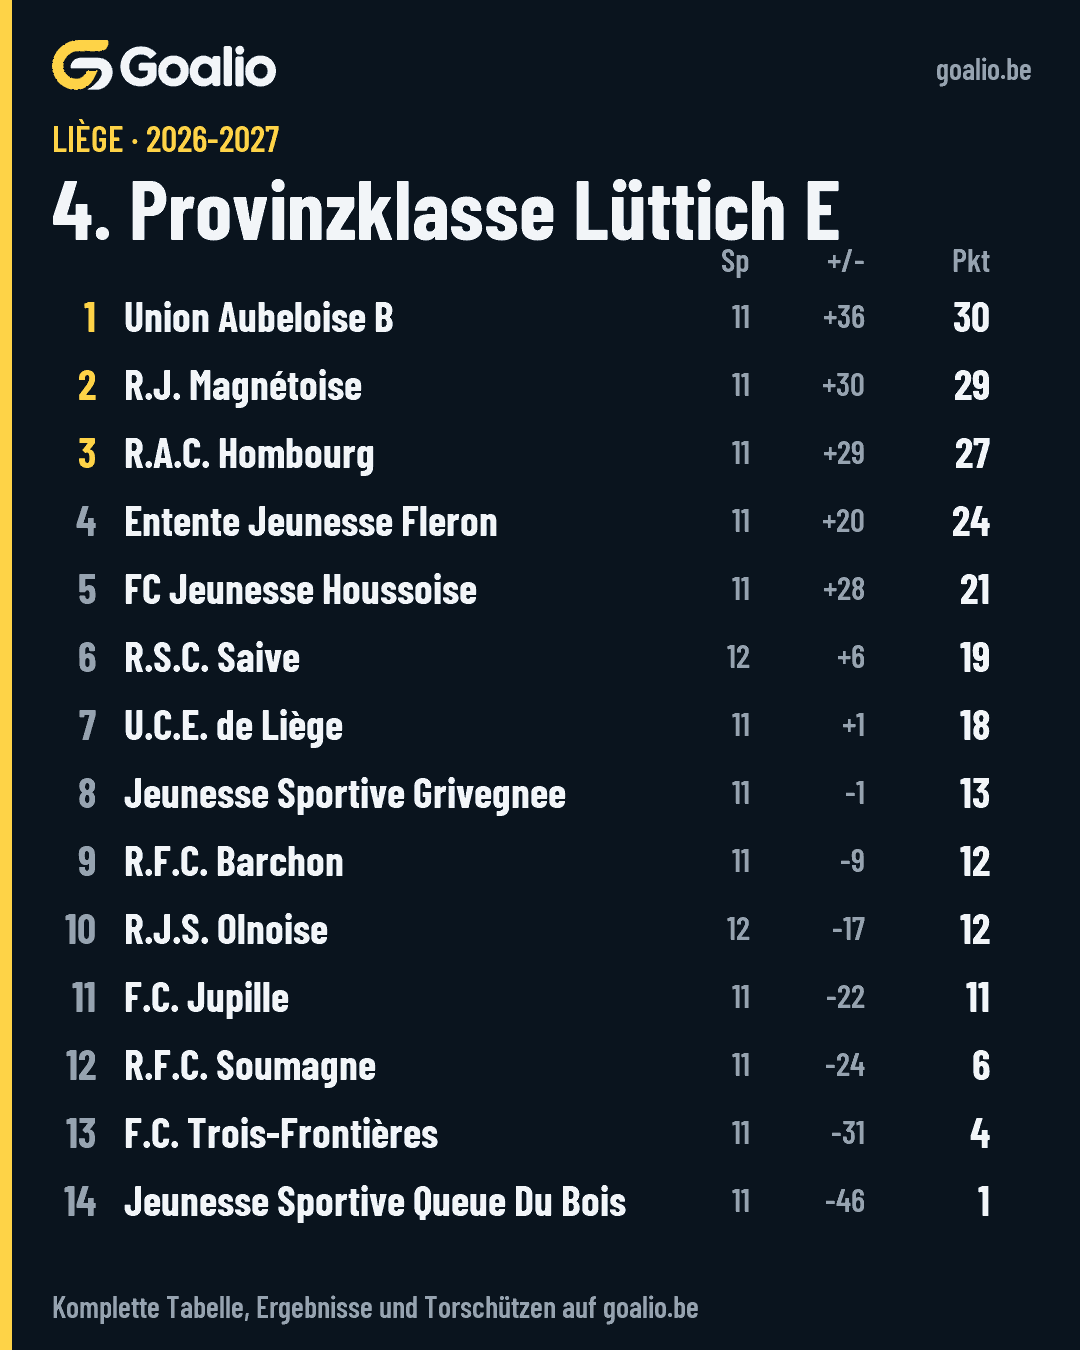 Goalio
goalio.be
LIÈGE · 2026-2027
4. Provinzklasse Lüttich E
Sp +/- Pkt
1 Union Aubeloise B 11 +36 30
2 R.J. Magnétoise 11 +30 29
3 R.A.C. Hombourg 11 +29 27
4 Entente Jeunesse Fleron 11 +20 24
5 FC Jeunesse Houssoise 11 +28 21
6 R.S.C. Saive 12 +6 19
7 U.C.E. de Liège 11 +1 18
8 Jeunesse Sportive Grivegnee 11 -1 13
9 R.F.C. Barchon 11 -9 12
10 R.J.S. Olnoise 12 -17 12
11 F.C. Jupille 11 -22 11
12 R.F.C. Soumagne 11 -24 6
13 F.C. Trois-Frontières 11 -31 4
14 Jeunesse Sportive Queue Du Bois 11 -46 1
Komplette Tabelle, Ergebnisse und Torschützen auf goalio.be